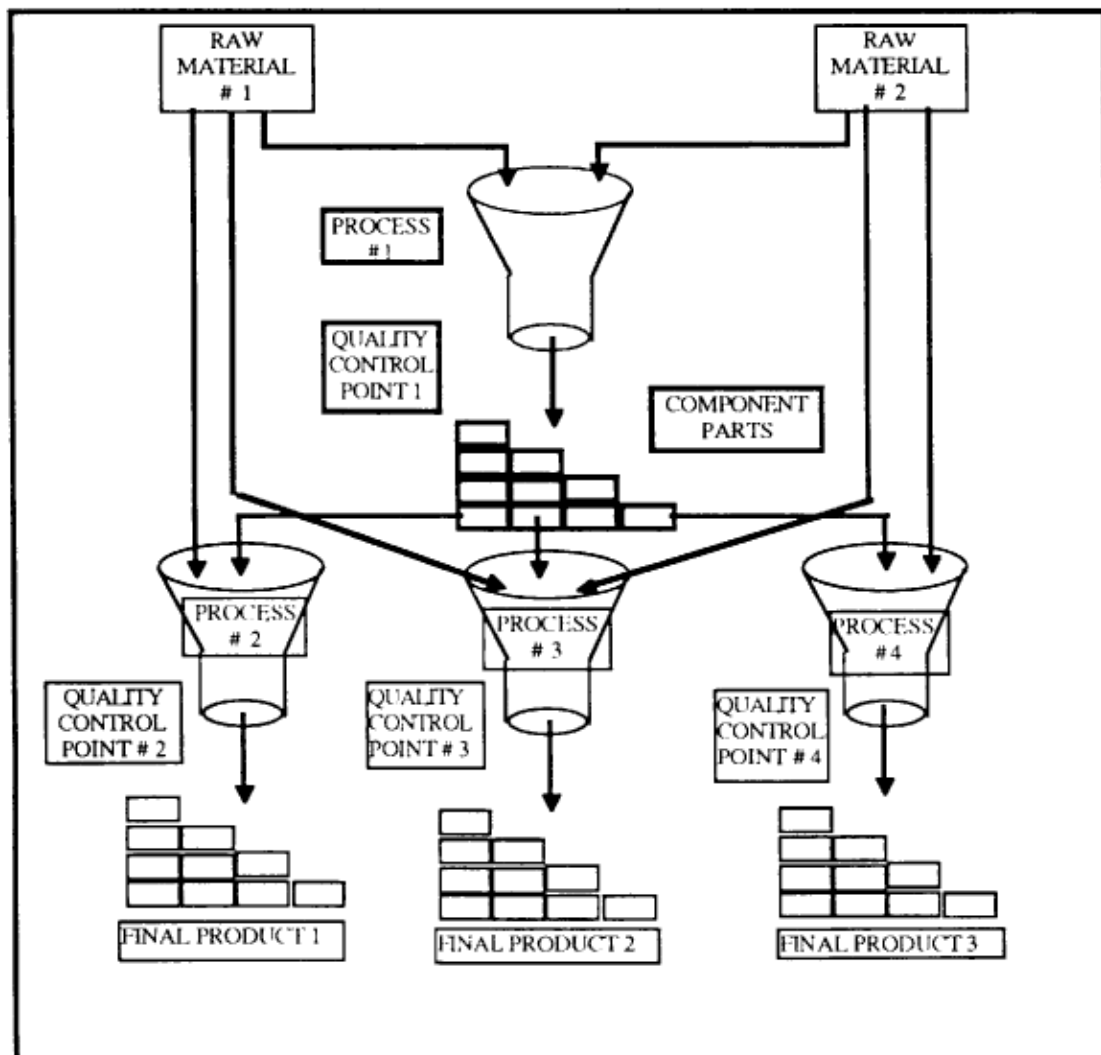 RAW
MATERIAL
# 1
RAW
MATERIAL
# 2
PROCESS
#1
QUALITY
CONTROL
POINT 1
COMPONENT
PARTS
PROCESS
# 2
PROCESS
# 3
PROCESS
#4
QUALITY
CONTROL
POINT # 2
QUALITY
CONTROL
POINT # 3
QUALITY
CONTROL
POINT # 4
FINAL PRODUCT 1
FINAL PRODUCT 2
FINAL PRODUCT 3